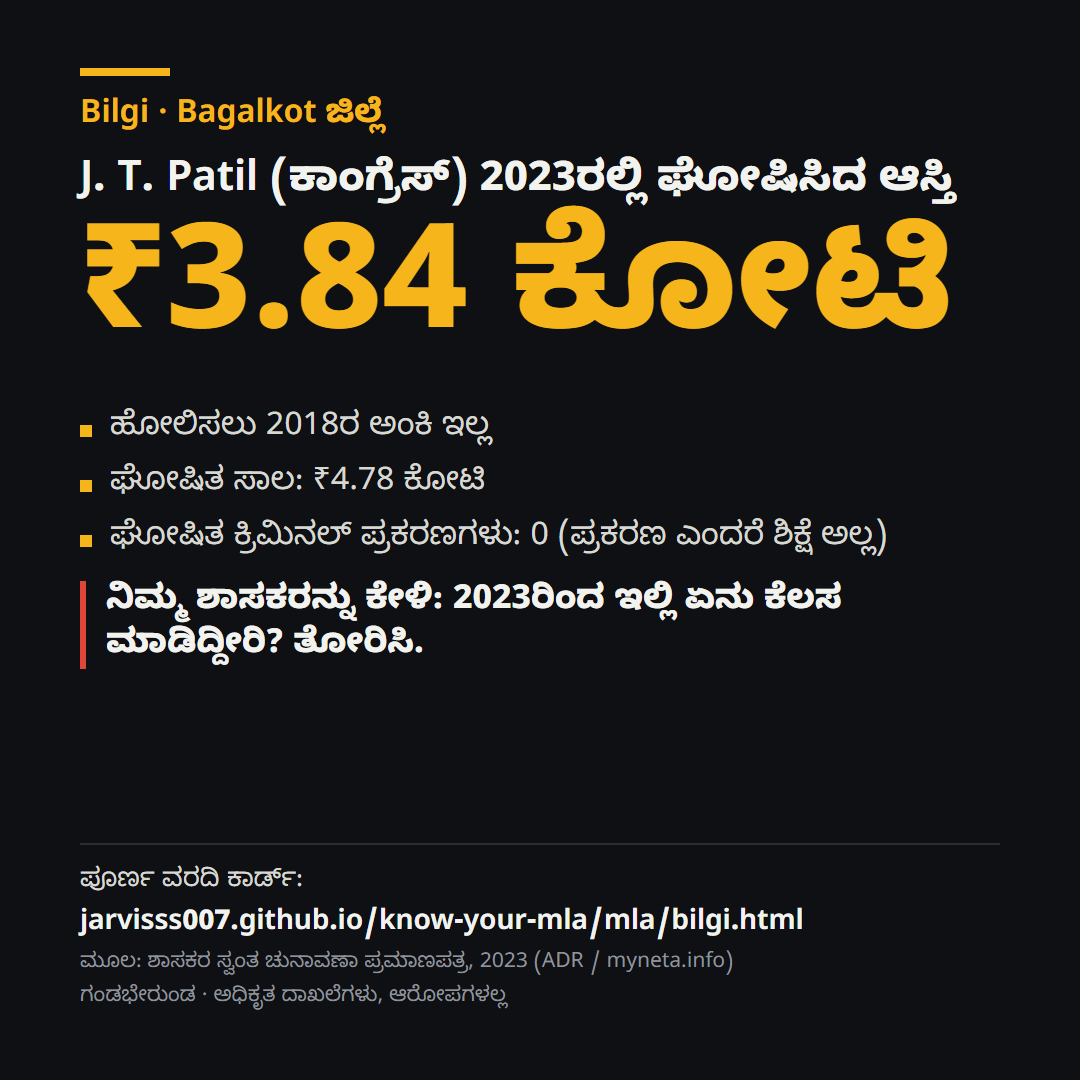 Bilgi · Bagalkot ಜಿಲ್ಲೆ
J. T. Patil (ಕಾಂಗ್ರೆಸ್) 2023ರಲ್ಲಿ ಘೋಷಿಸಿದ ಆಸ್ತಿ
₹3.84 ಕೋಟಿ
ಹೋಲಿಸಲು 2018ರ ಅಂಕಿ ಇಲ್ಲ
ಘೋಷಿತ ಸಾಲ: ₹4.78 ಕೋಟಿ
ಘೋಷಿತ ಕ್ರಿಮಿನಲ್ ಪ್ರಕರಣಗಳು: 0 (ಪ್ರಕರಣ ಎಂದರೆ ಶಿಕ್ಷೆ ಅಲ್ಲ)
ನಿಮ್ಮ ಶಾಸಕರನ್ನು ಕೇಳಿ: 2023ರಿಂದ ಇಲ್ಲಿ ಏನು ಕೆಲಸ
ಮಾಡಿದ್ದೀರಿ? ತೋರಿಸಿ.
ಪೂರ್ಣ ವರದಿ ಕಾರ್ಡ್:
jarvisss007.github.io/know-your-mla/mla/bilgi.html
ಮೂಲ: ಶಾಸಕರ ಸ್ವಂತ ಚುನಾವಣಾ ಪ್ರಮಾಣಪತ್ರ, 2023 (ADR / myneta.info)
ಗಂಡಭೇರುಂಡ · ಅಧಿಕೃತ ದಾಖಲೆಗಳು, ಆರೋಪಗಳಲ್ಲ